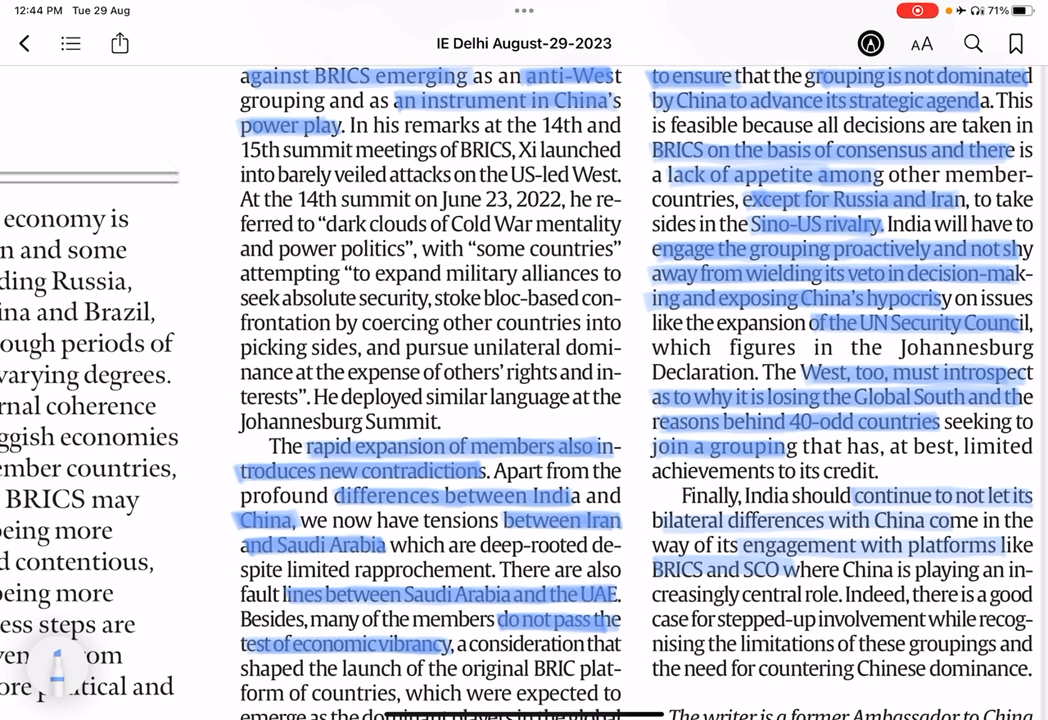 12:44 PM Tue 29 Aug
71%
IE Delhi August-29-2023
AA
economy is
n and some
ding Russia,
ina and Brazil,
ough periods of
varying degrees.
rnal coherence
ggish economies
ember countries,
BRICS may
being more
d contentious,
being more
ess steps are
ven om
ore tical and
against BRICS emerging as an anti-West
grouping and as an instrument in China's
power play. In his remarks at the 14th and
15th summit meetings of BRICS, Xi launched
into barely veiled attacks on the US-led West.
At the 14th summit on June 23, 2022, he re-
ferred to “dark clouds of Cold War mentality
and power politics”, with “some countries”
attempting “to expand military alliances to
seek absolute security, stoke bloc-based con-
frontation by coercing other countries into
picking sides, and pursue unilateral domi-
nance at the expense of others' rights and in-
terests”. He deployed similar language at the
Johannesburg Summit.
The rapid expansion of members also in-
troduces new contradictions. Apart from the
profound differences between India and
China, we now have tensions between Iran
and Saudi Arabia which are deep-rooted de-
spite limited rapprochement. There are also
fault lines between Saudi Arabia and the UAE.
Besides, many of the members do not pass the
test of economic vibrancy, a consideration that
shaped the launch of the original BRIC plat-
form of countries, which were expected to
emerge as the dominant players in the global
to ensure that the grouping is not dominated
by China to advance its strategic agenda. This
is feasible because all decisions are taken in
BRICS on the basis of consensus and there is
a lack of appetite among other member-
countries, except for Russia and Iran, to take
sides in the Sino-US rivalry. India will have to
engage the grouping proactively and not shy
away from wielding its veto in decision-mak-
ing and exposing China's hypocrisy on issues
like the expansion of the UN Security Council,
which figures in the Johannesburg
Declaration. The West, too, must introspect
as to why it is losing the Global South and the
reasons behind 40-odd countries seeking to
join a grouping that has, at best, limited
achievements to its credit.
Finally, India should continue to not let its
bilateral differences with China come in the
way of its engagement with platforms like
BRICS and SCO where China is playing an in-
creasingly central role. Indeed, there is a good
case for stepped-up involvement while recog-
nising the limitations of these groupings and
the need for countering Chinese dominance.
The writer is a former Ambassador to China